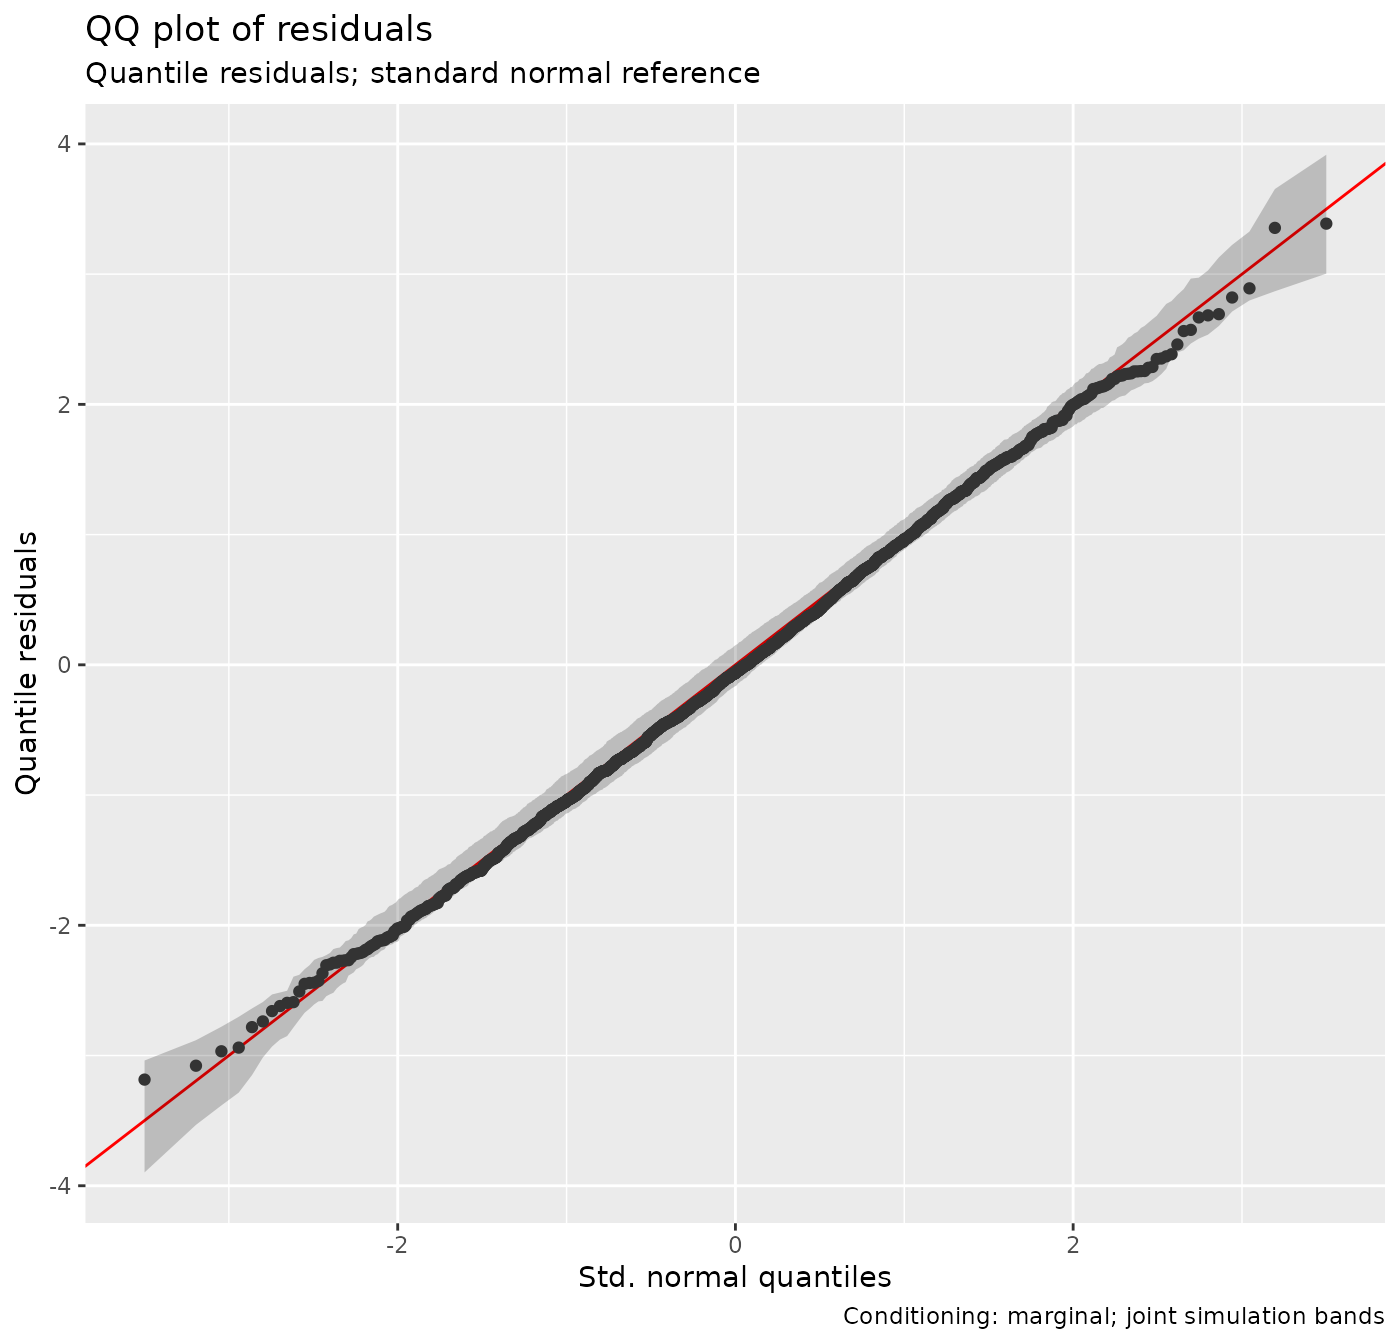 QQ plot of residuals
Quantile residuals; standard normal reference
4
2
0
-2
-4
Quantile residuals
-2
0
2
Std. normal quantiles
Conditioning: marginal; joint simulation bands